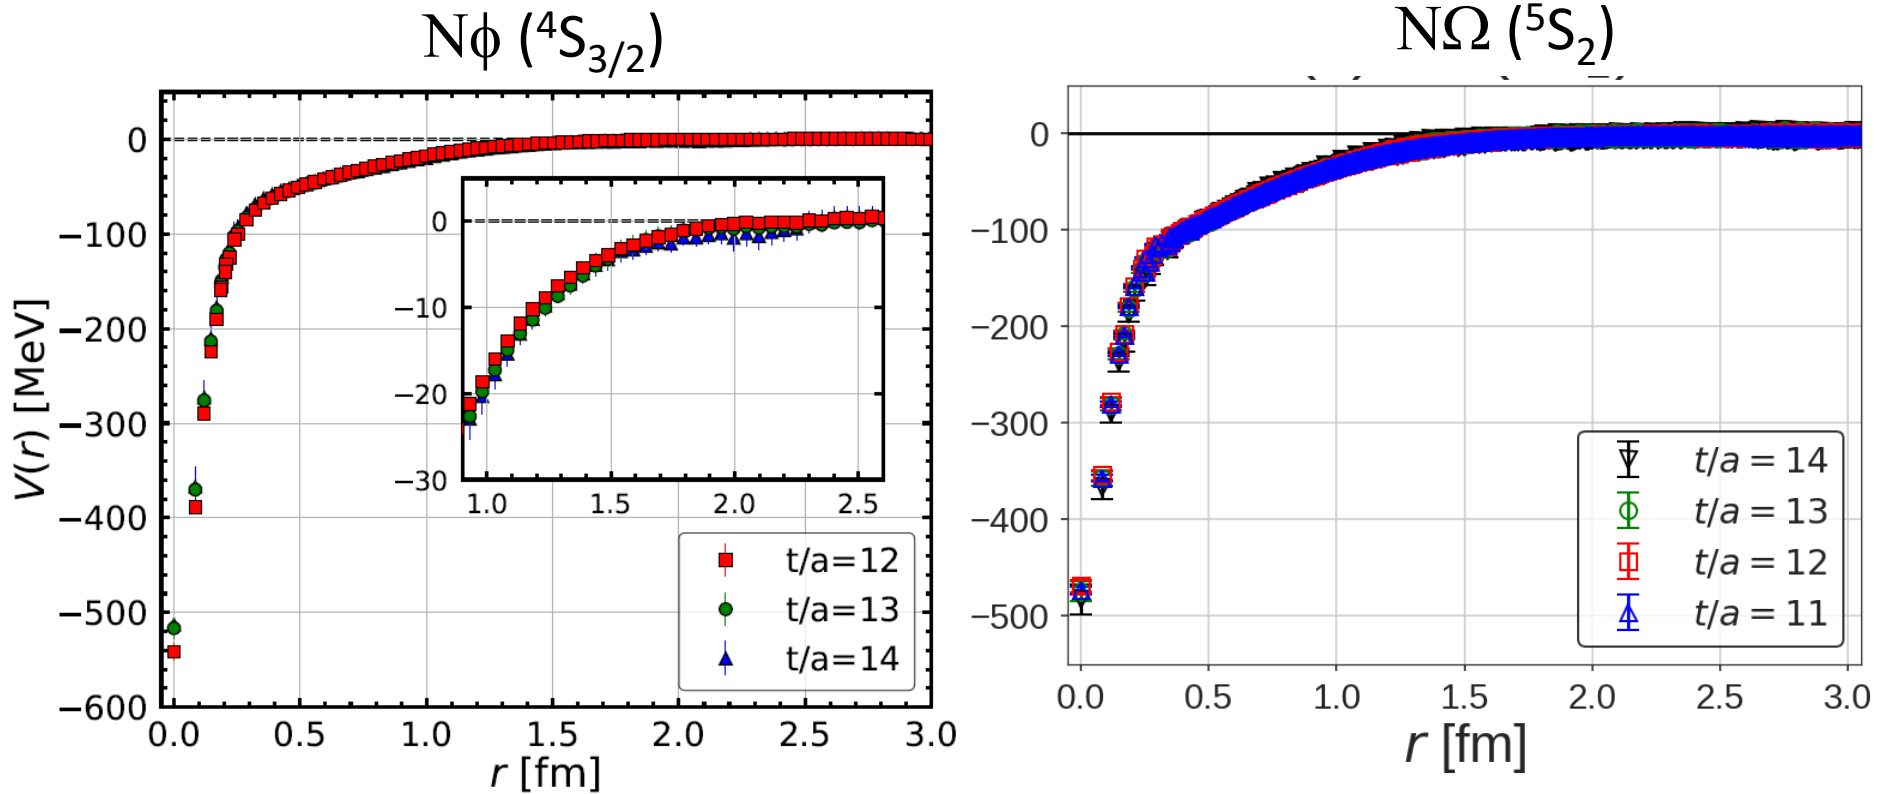 Nϕ (⁴S₃/₂)
V(r) [MeV]
0
−100
−200
−300
−400
−500
−600
0.0 0.5 1.0 1.5 2.0 2.5 3.0
r [fm]
0
−10
−20
−30
1.0 1.5 2.0 2.5
t/a=12
t/a=13
t/a=14
NΩ (⁵S₂)
0
−100
−200
−300
−400
−500
0.0 0.5 1.0 1.5 2.0 2.5 3.0
r [fm]
t/a = 14
t/a = 13
t/a = 12
t/a = 11